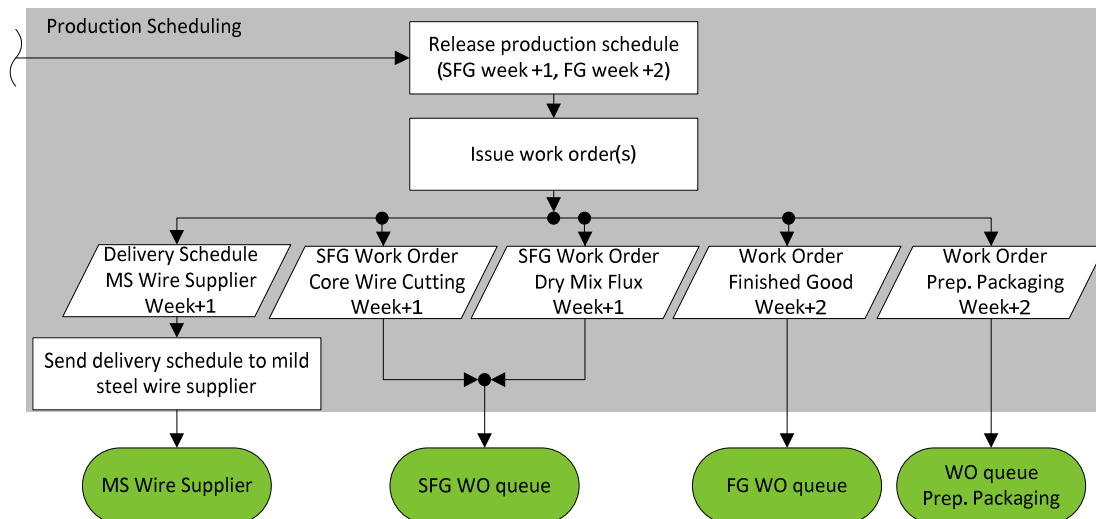 Production Scheduling
Release production schedule
(SFG week +1, FG week +2)
Issue work order(s)
Delivery Schedule
MS Wire Supplier
Week+1
SFG Work Order
Core Wire Cutting
Week+1
SFG Work Order
Dry Mix Flux
Week+1
Work Order
Finished Good
Week+2
Work Order
Prep. Packaging
Week+2
Send delivery schedule to mild
steel wire supplier
MS Wire Supplier
SFG WO queue
FG WO queue
WO queue
Prep. Packaging